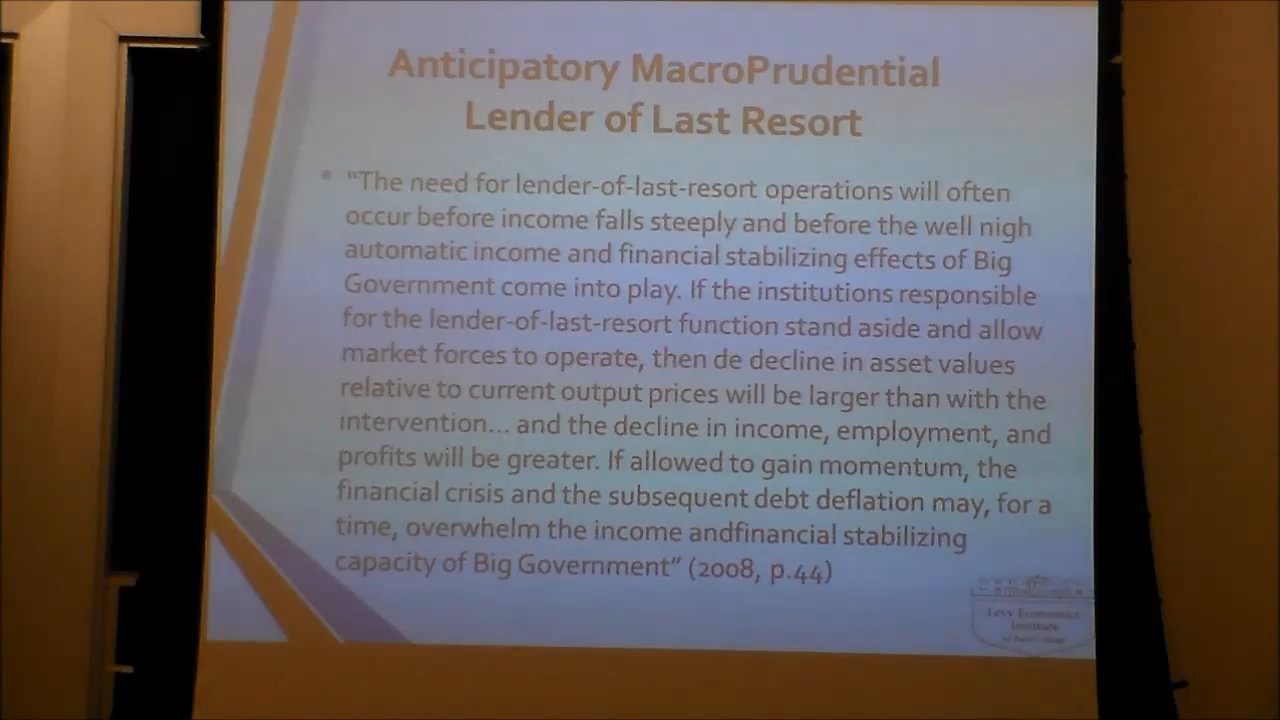 Anticipatory MacroPrudential
Lender of Last Resort
"The need for lender-of-last-resort operations will often
occur before income falls steeply and before the well nigh
automatic income and financial stabilizing effects of Big
Government come into play. If the institutions responsible
for the lender-of-last-resort function stand aside and allow
market forces to operate, then de decline in asset values
relative to current output prices will be larger than with the
intervention... and the decline in income, employment, and
profits will be greater. If allowed to gain momentum, the
financial crisis and the subsequent debt deflation may, for a
time, overwhelm the income andfinancial stabilizing
capacity of Big Government" (2008, p.44)
Levy Economics
Institute
of Bard College